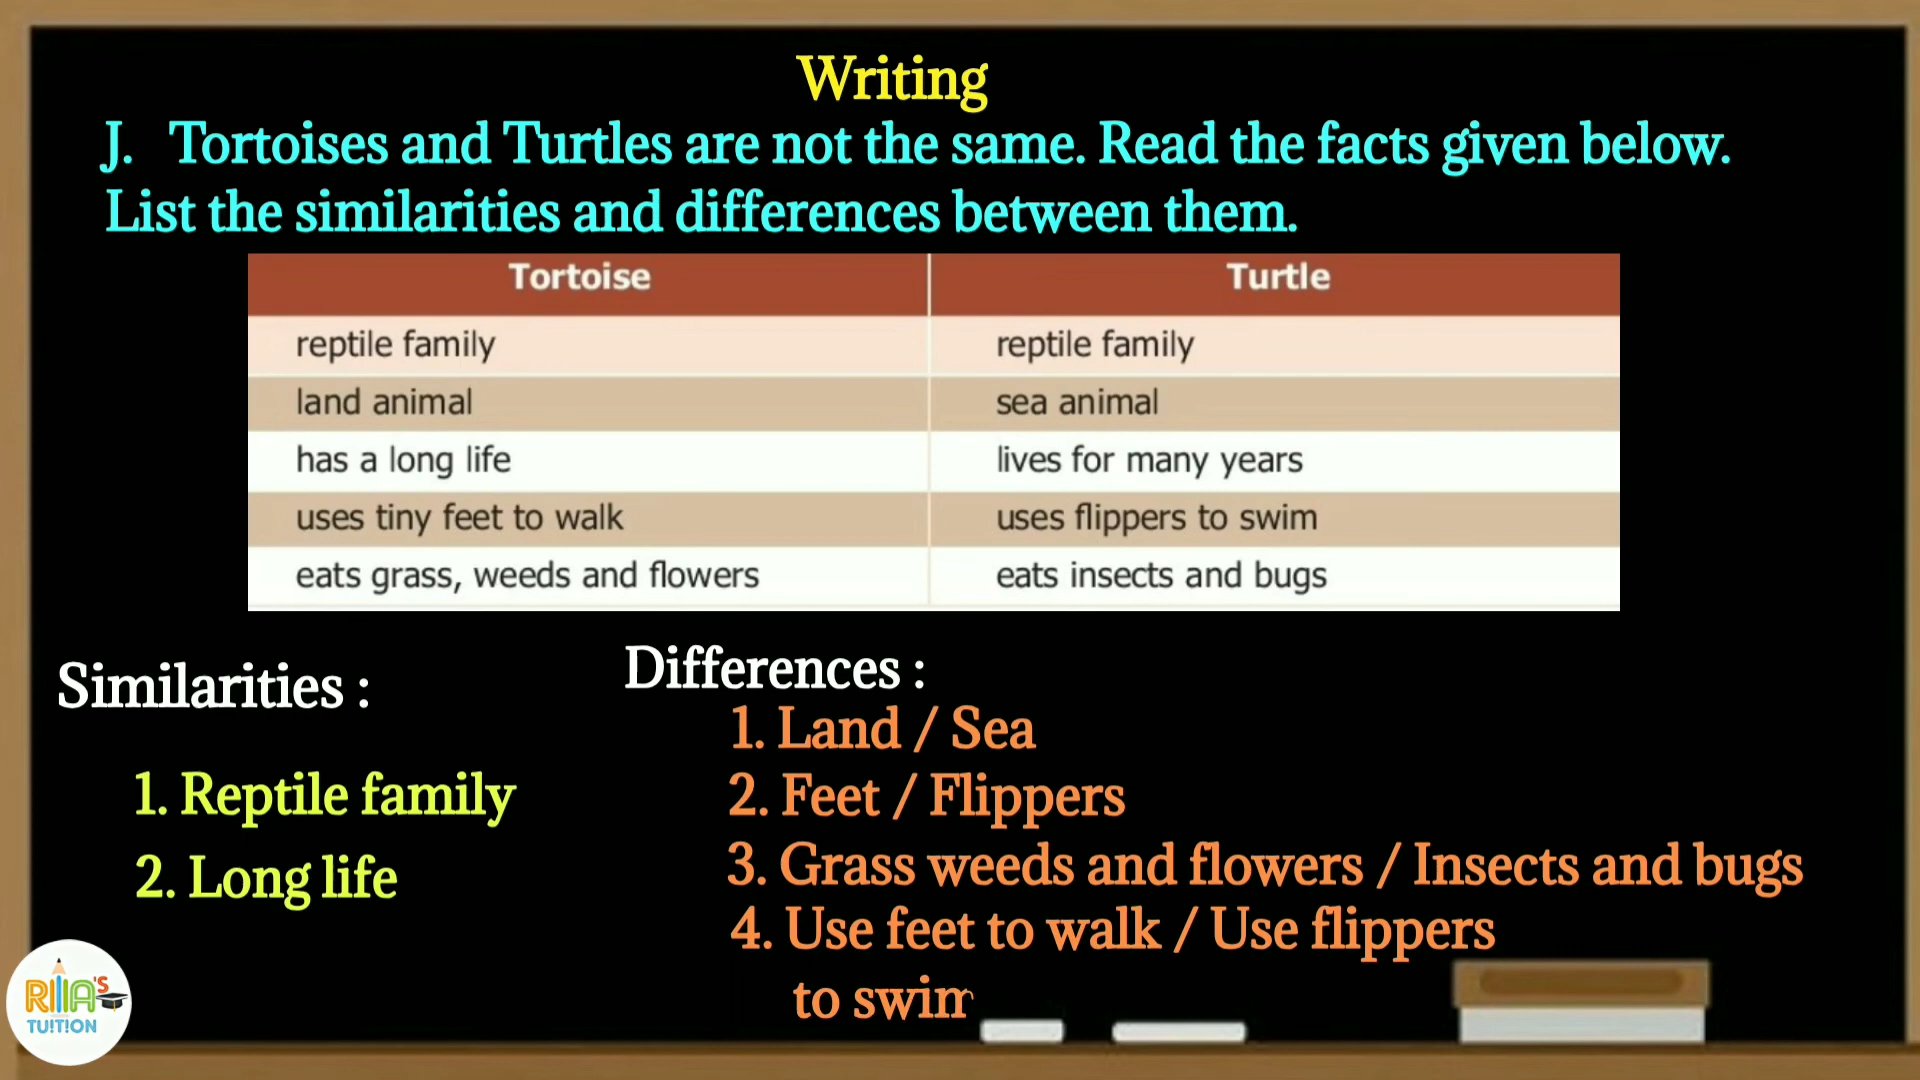 Writing
J. Tortoises and Turtles are not the same. Read the facts given below.
List the similarities and differences between them.
Tortoise Turtle
reptile family reptile family
land animal sea animal
has a long life lives for many years
uses tiny feet to walk uses flippers to swim
eats grass, weeds and flowers eats insects and bugs
Similarities :
1. Reptile family
2. Long life
Differences :
1. Land / Sea
2. Feet / Flippers
3. Grass weeds and flowers / Insects and bugs
4. Use feet to walk / Use flippers
to swim
RIIA'S
TU!T!ON